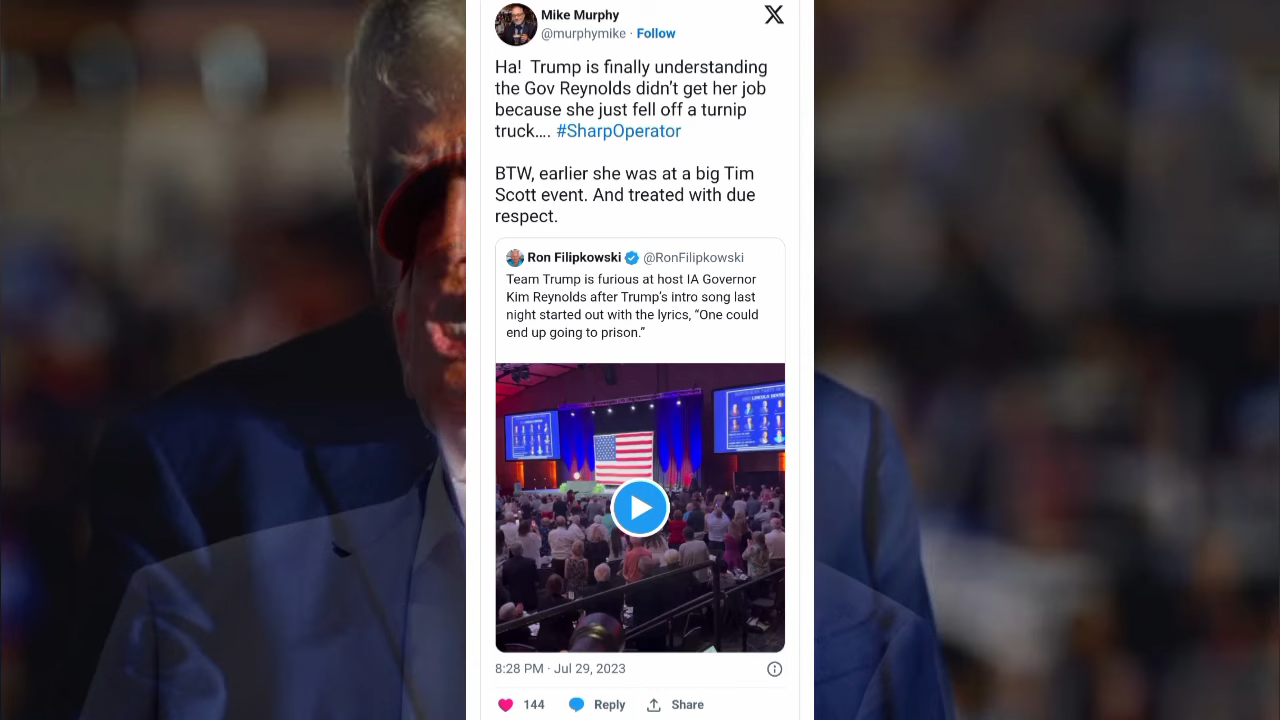 Mike Murphy
@murphymike · Follow
Ha!  Trump is finally understanding
the Gov Reynolds didn’t get her job
because she just fell off a turnip
truck…. #SharpOperator
BTW, earlier she was at a big Tim
Scott event. And treated with due
respect.
Ron Filipkowski @RonFilipkowski
Team Trump is furious at host IA Governor
Kim Reynolds after Trump’s intro song last
night started out with the lyrics, “One could
end up going to prison.”
8:28 PM · Jul 29, 2023
144 Reply Share